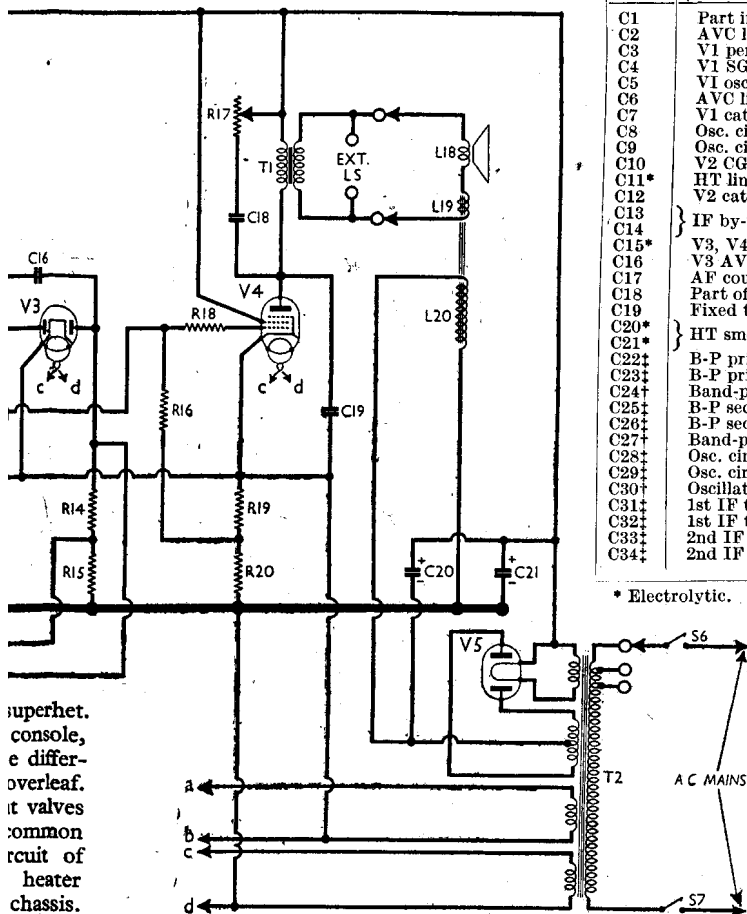 C1 Part i
C2 AVC
C3 V1 per
C4 V1 SG
C5 V1 osc
C6 AVC l
C7 V1 cat
C8 Osc. ci
C9 Osc. ci
C10 V2 CG
C11* HT lin
C12 V2 cat
C13
C14 } IF by-
C15* V3, V4
C16 V3 AV
C17 AF cou
C18 Part of
C19 Fixed t
C20*
C21* } HT sm
C22‡ B-P pri
C23‡ B-P pri
C24† Band-p
C25‡ B-P sec
C26‡ B-P sec
C27† Band-p
C28‡ Osc. cir
C29‡ Osc. cir
C30† Oscillat
C31‡ 1st IF t
C32‡ 1st IF t
C33‡ 2nd IF
C34‡ 2nd IF
* Electrolytic.
R17
T1
EXT.
LS
L18
L19
C18
C16
V3
V4
R18
L20
c d
c d
R16
C19
R14
R19
R15
R20
C20
C21
+
-
+
-
V5
S6
T2
A C MAINS
S7
a
b
c
d
superhet.
console,
e differ-
overleaf.
t valves
common
rcuit of
heater
chassis.